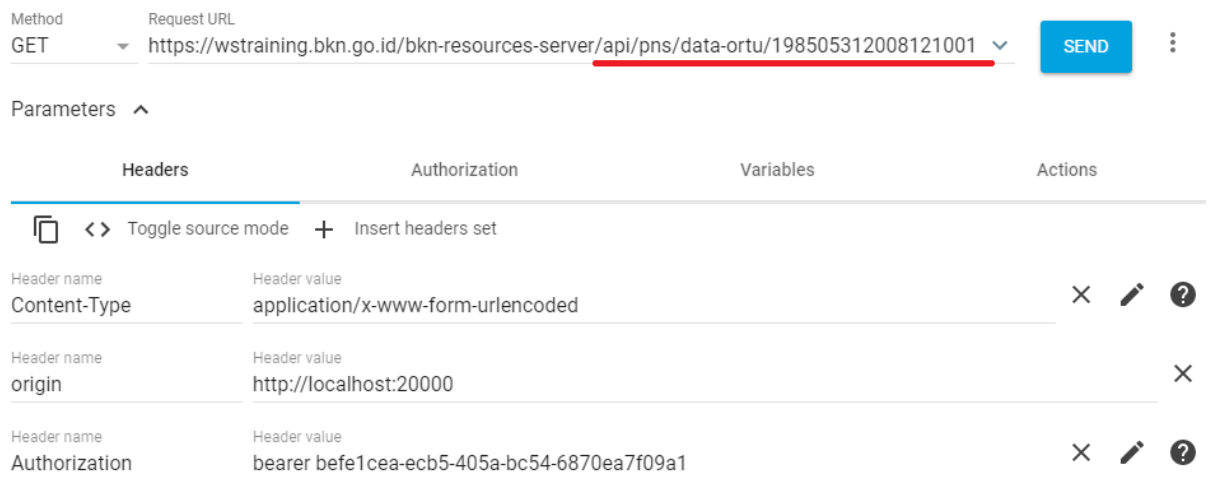 Method Request URL
GET https://wstraining.bkn.go.id/bkn-resources-server/api/pns/data-ortu/198505312008121001 SEND
Parameters
Headers Authorization Variables Actions
Toggle source mode Insert headers set
Header name Header value
Content-Type application/x-www-form-urlencoded
Header name Header value
origin http://localhost:20000
Header name Header value
Authorization bearer befe1cea-ecb5-405a-bc54-6870ea7f09a1